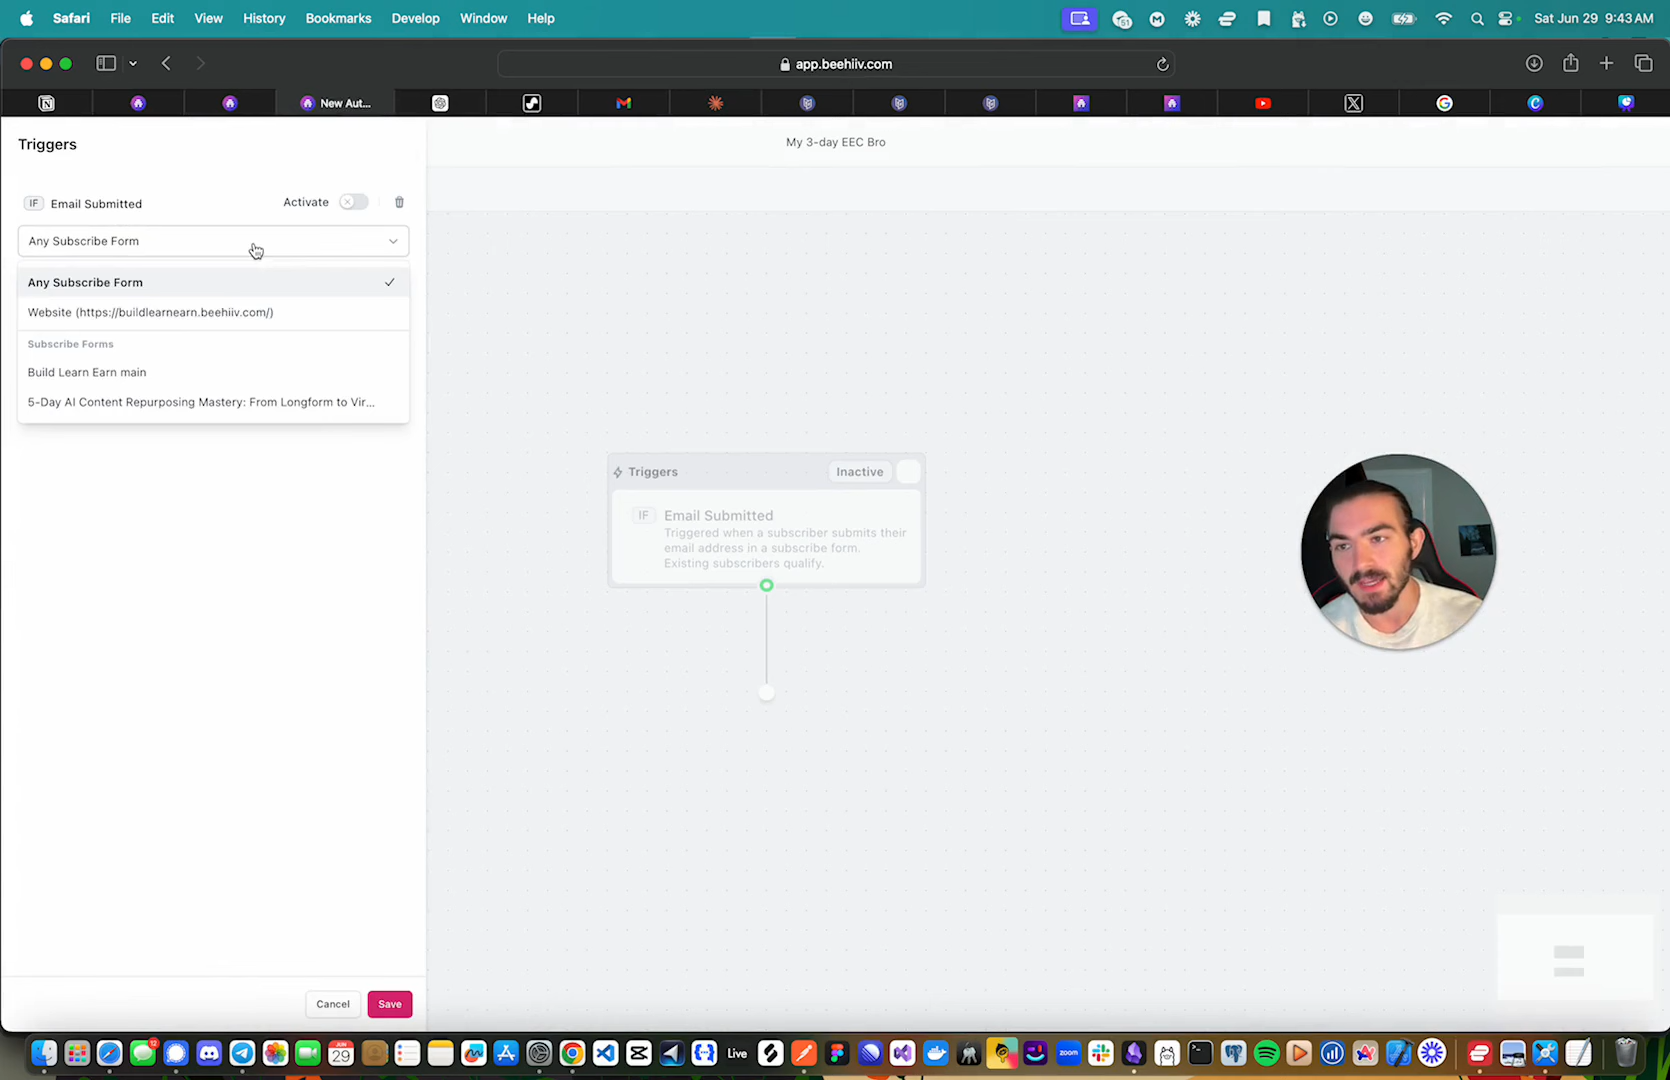 Safari File Edit View History Bookmarks Develop Window Help
Sat Jun 29 9:43 AM
app.beehiiv.com
New Aut...
Triggers
My 3-day EEC Bro
IF Email Submitted Activate
Any Subscribe Form
Any Subscribe Form
Website (https://buildlearnearn.beehiiv.com/)
Subscribe Forms
Build Learn Earn main
5-Day AI Content Repurposing Mastery: From Longform to Vir...
Triggers Inactive
IF Email Submitted
Triggered when a subscriber submits their
email address in a subscribe form.
Existing subscribers qualify.
Cancel Save
JUN
29
Live
zoom